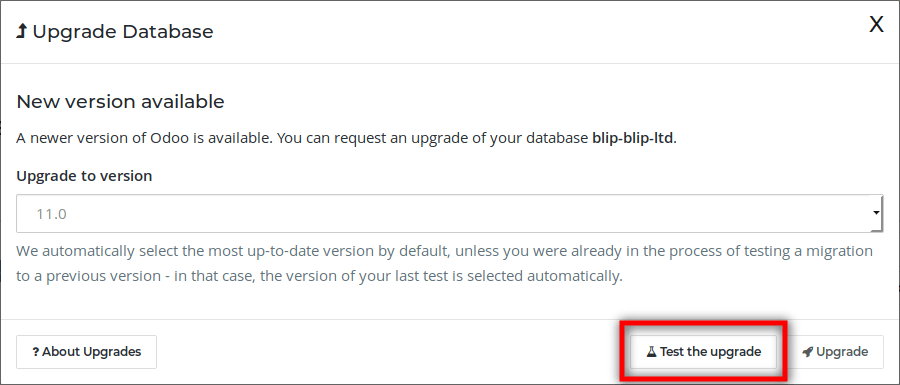 Upgrade Database
X
New version available
A newer version of Odoo is available. You can request an upgrade of your database blip-blip-ltd.
Upgrade to version
11.0
We automatically select the most up-to-date version by default, unless you were already in the process of testing a migration
to a previous version - in that case, the version of your last test is selected automatically.
? About Upgrades
Test the upgrade
Upgrade